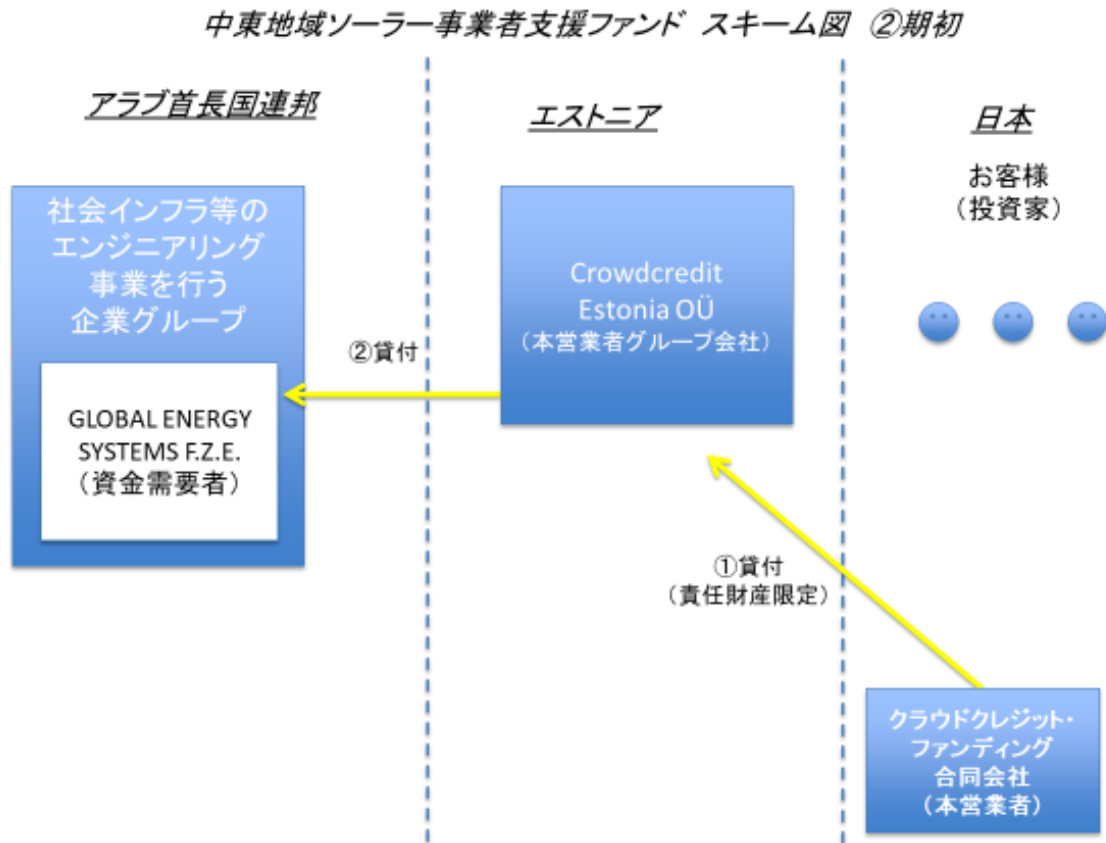 中東地域ソーラー事業者支援ファンド スキーム図 ②期初
アラブ首長国連邦
エストニア
日本
お客様
（投資家）
社会インフラ等の
エンジニアリング
事業を行う
企業グループ
GLOBAL ENERGY
SYSTEMS F.Z.E.
（資金需要者）
②貸付
Crowdcredit
Estonia OÜ
（本営業者グループ会社）
①貸付
（責任財産限定）
クラウドクレジット・
ファンディング
合同会社
（本営業者）